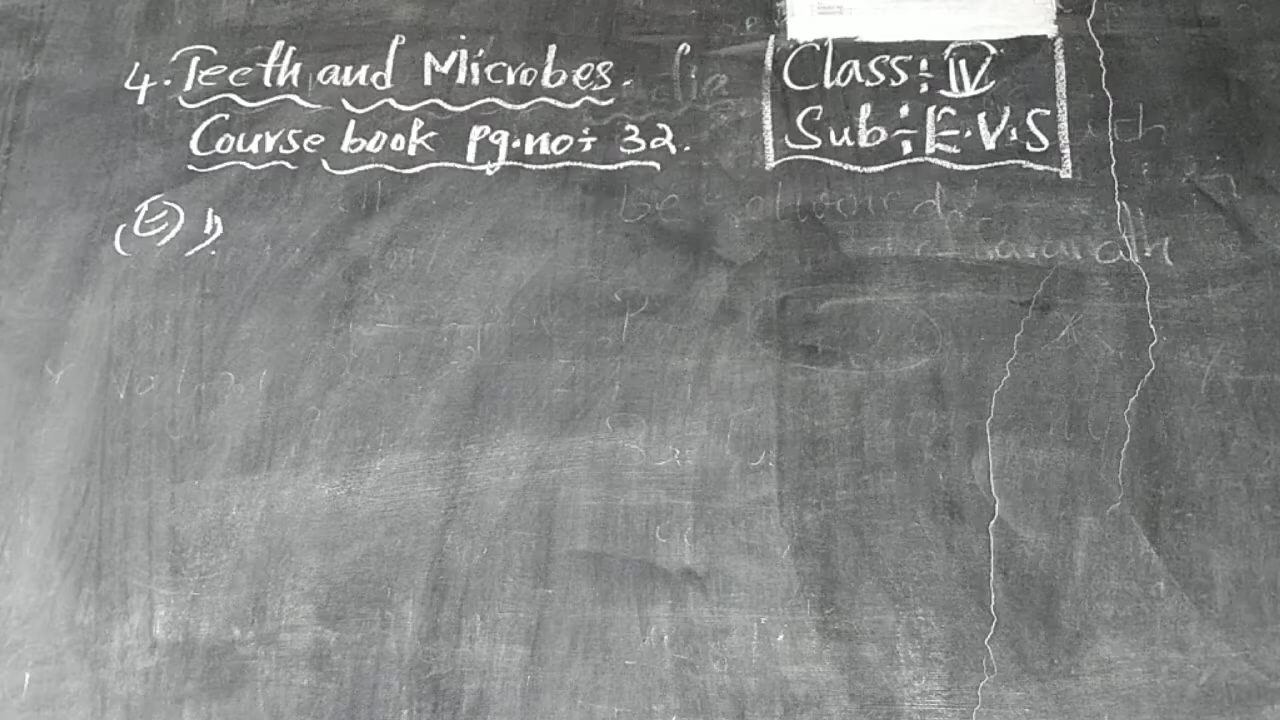 4. Teeth and Microbes.
Course book Pg.no÷ 32.
Class÷ IV
Sub÷ E.V.S
(E) 1).